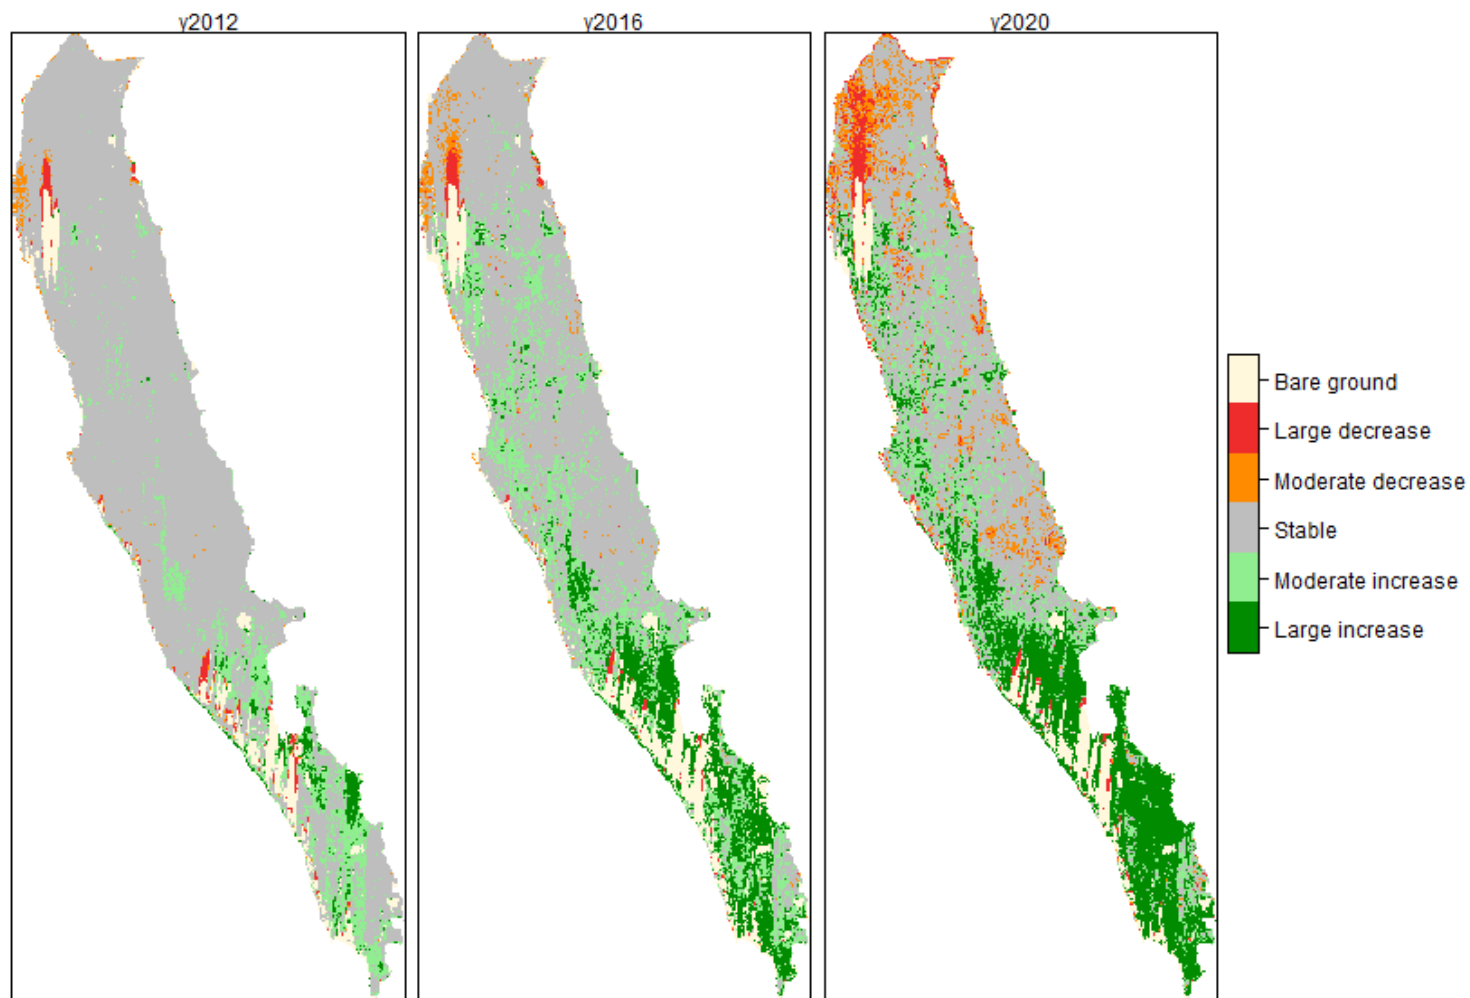 y2012
y2016
y2020
Bare ground
Large decrease
Moderate decrease
Stable
Moderate increase
Large increase